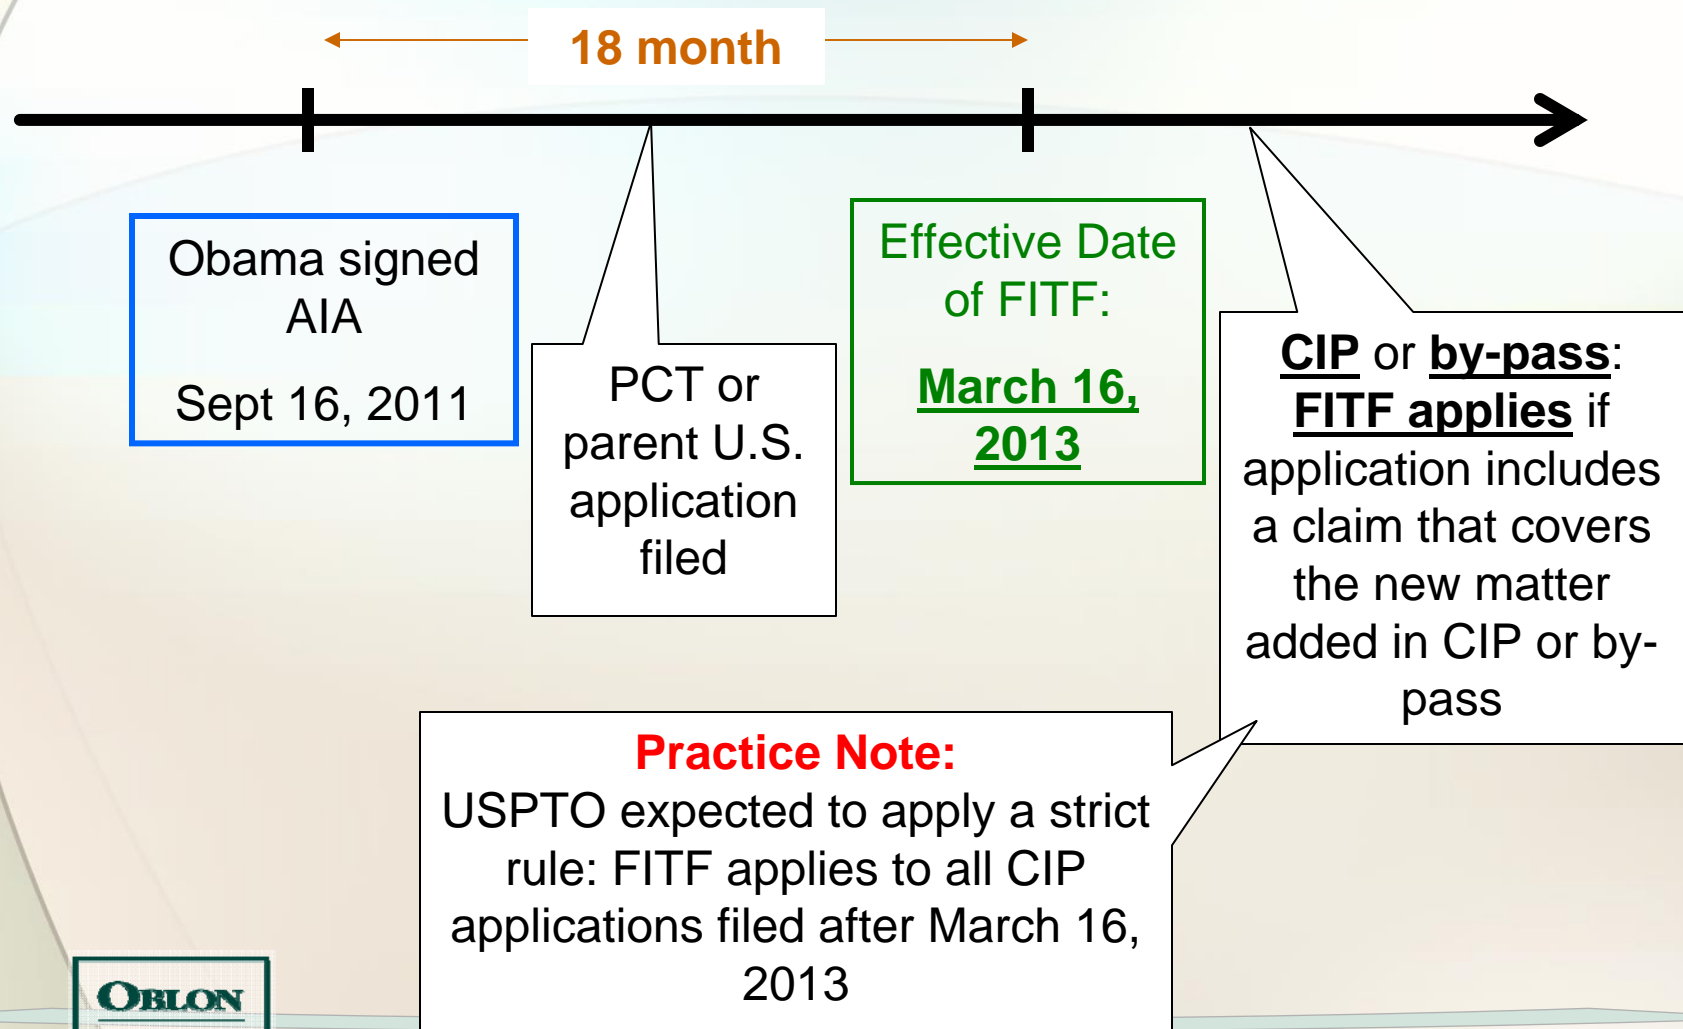 18 month
Obama signed
AIA
Sept 16, 2011
PCT or
parent U.S.
application
filed
Effective Date
of FITF:
March 16,
2013
CIP or by-pass:
FITF applies if
application includes
a claim that covers
the new matter
added in CIP or by-
pass
Practice Note:
USPTO expected to apply a strict
rule: FITF applies to all CIP
applications filed after March 16,
2013
OBLON